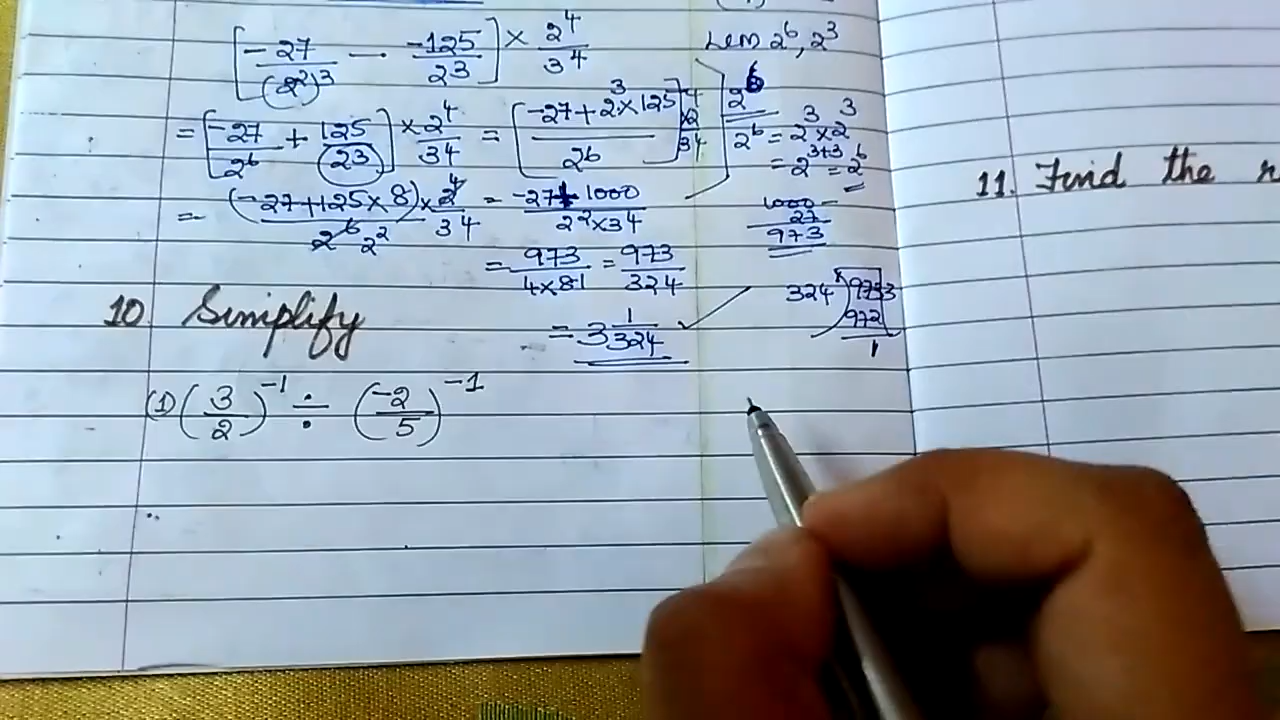 [-27/(2²)³ - -125/2³] × 2⁴/3⁴
Lcm 2⁶, 2³
= [-27/2⁶ + 125/2³] × 2⁴/3⁴ = [-27 + 2³ × 125/2⁶] × 2⁴/3⁴
2⁶
2⁶ = 2³ × 2³
= 2³⁺³ = 2⁶
= (-27 + 125 × 8)/2⁶ 2² × 2⁴/3⁴ = -27 + 1000/2² × 3⁴
1000 -
27
973
= 973/4×81 = 973/324
= 3 1/324
324) 973 3
972
1
10 Simplify
(1) (3/2)⁻¹ ÷ (-2/5)⁻¹
11. Find the